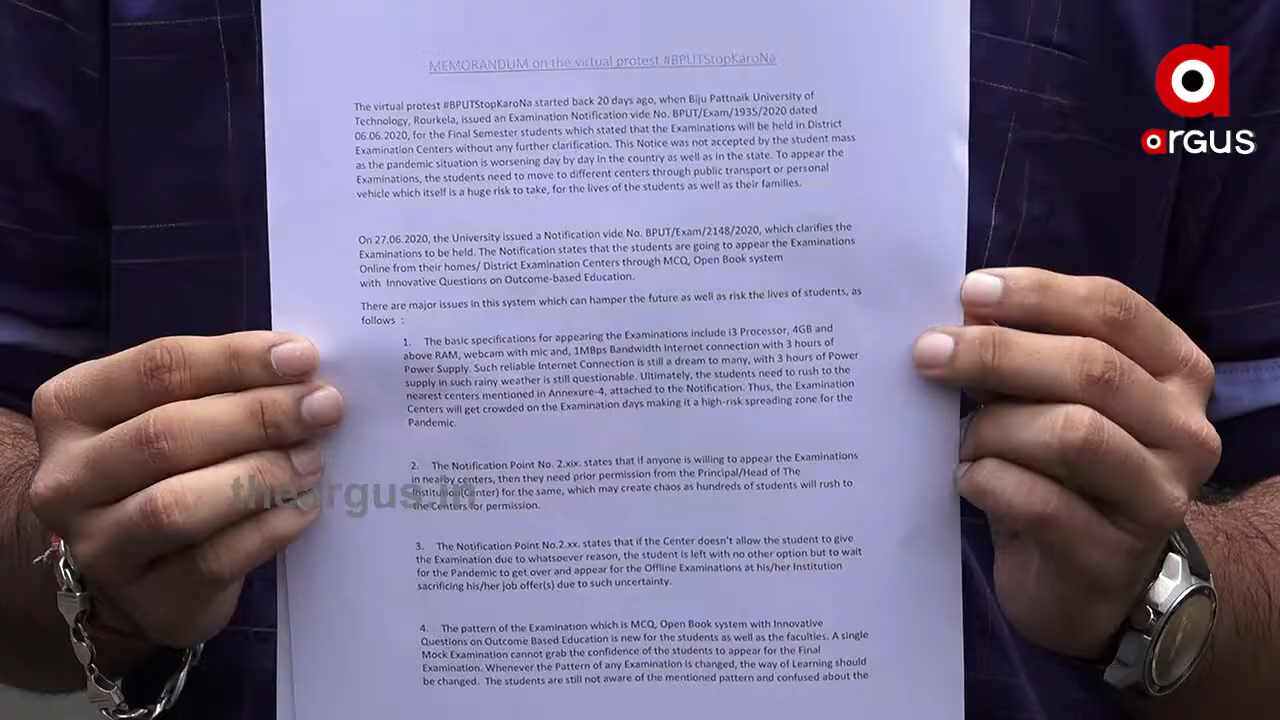 MEMORANDUM on the virtual protest #BPUTStopKaroNa
The virtual protest #BPUTStopKaroNa started back 20 days ago, when Biju Pattnaik University of
Technology, Rourkela, issued an Examination Notification vide No. BPUT/Exam/1935/2020 dated
06.06.2020, for the Final Semester students which stated that the Examinations will be held in District
Examination Centers without any further clarification. This Notice was not accepted by the student mass
as the pandemic situation is worsening day by day in the country as well as in the state. To appear the
Examinations, the students need to move to different centers through public transport or personal
vehicle which itself is a huge risk to take, for the lives of the students as well as their families.
On 27.06.2020, the University issued a Notification vide No. BPUT/Exam/2148/2020, which clarifies the
Examinations to be held. The Notification states that the students are going to appear the Examinations
Online from their homes/ District Examination Centers through MCQ, Open Book system
with Innovative Questions on Outcome-based Education.
There are major issues in this system which can hamper the future as well as risk the lives of students, as
follows :
1. The basic specifications for appearing the Examinations include i3 Processor, 4GB and
above RAM, webcam with mic and, 1MBps Bandwidth Internet connection with 3 hours of
Power Supply. Such reliable Internet Connection is still a dream to many, with 3 hours of Power
supply in such rainy weather is still questionable. Ultimately, the students need to rush to the
nearest centers mentioned in Annexure-4, attached to the Notification. Thus, the Examination
Centers will get crowded on the Examination days making it a high-risk spreading zone for the
Pandemic.
2. The Notification Point No. 2.xix. states that if anyone is willing to appear the Examinations
in nearby centers, then they need prior permission from the Principal/Head of The
Institution(Center) for the same, which may create chaos as hundreds of students will rush to
the Centers for permission.
3. The Notification Point No.2.xx. states that if the Center doesn't allow the student to give
the Examination due to whatsoever reason, the student is left with no other option but to wait
for the Pandemic to get over and appear for the Offline Examinations at his/her Institution
sacrificing his/her job offer(s) due to such uncertainty.
4. The pattern of the Examination which is MCQ, Open Book system with Innovative
Questions on Outcome Based Education is new for the students as well as the faculties. A single
Mock Examination cannot grab the confidence of the students to appear for the Final
Examination. Whenever the Pattern of any Examination is changed, the way of Learning should
be changed. The students are still not aware of the mentioned pattern and confused about the
argus
theargus.in